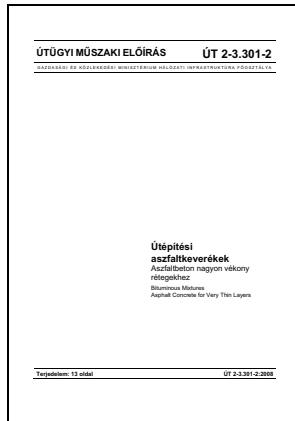 ÚTÜGYI MŰSZAKI ELŐÍRÁS ÚT 2-3.301-2
GAZDASÁGI ÉS KÖZLEKEDÉSI MINISZTÉRIUM HÁLÓZATI INFRASTRUKTÚRA FŐOSZTÁLYA
Útépítési
aszfaltkeverékek
Aszfaltbeton nagyon vékony
rétegekhez
Bituminous Mixtures
Asphalt Concrete for Very Thin Layers
Terjedelem: 13 oldal ÚT 2-3.301-2:2008